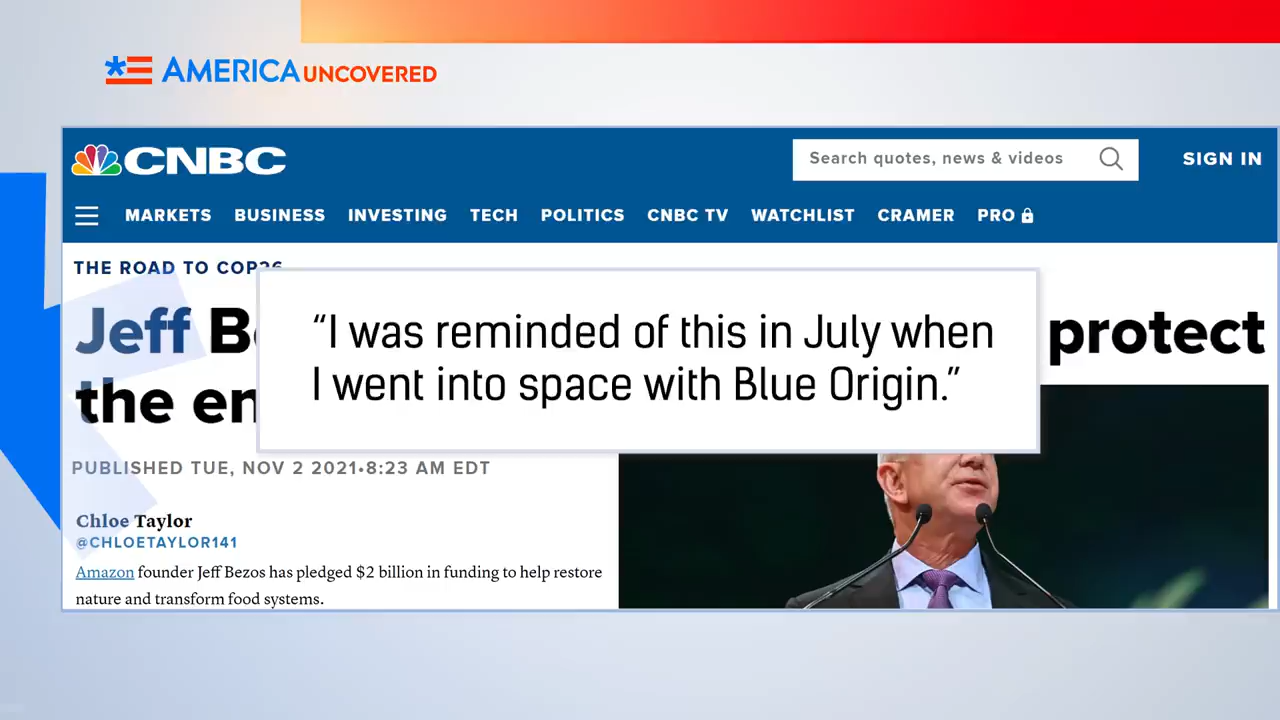 AMERICA UNCOVERED
CNBC
Search quotes, news & videos
SIGN IN
MARKETS BUSINESS INVESTING TECH POLITICS CNBC TV WATCHLIST CRAMER PRO
THE ROAD TO COP26
Jeff protect
the
“I was reminded of this in July when
I went into space with Blue Origin.”
PUBLISHED TUE, NOV 2 2021•8:23 AM EDT
Chloe Taylor
@CHLOETAYLOR141
Amazon founder Jeff Bezos has pledged $2 billion in funding to help restore
nature and transform food systems.